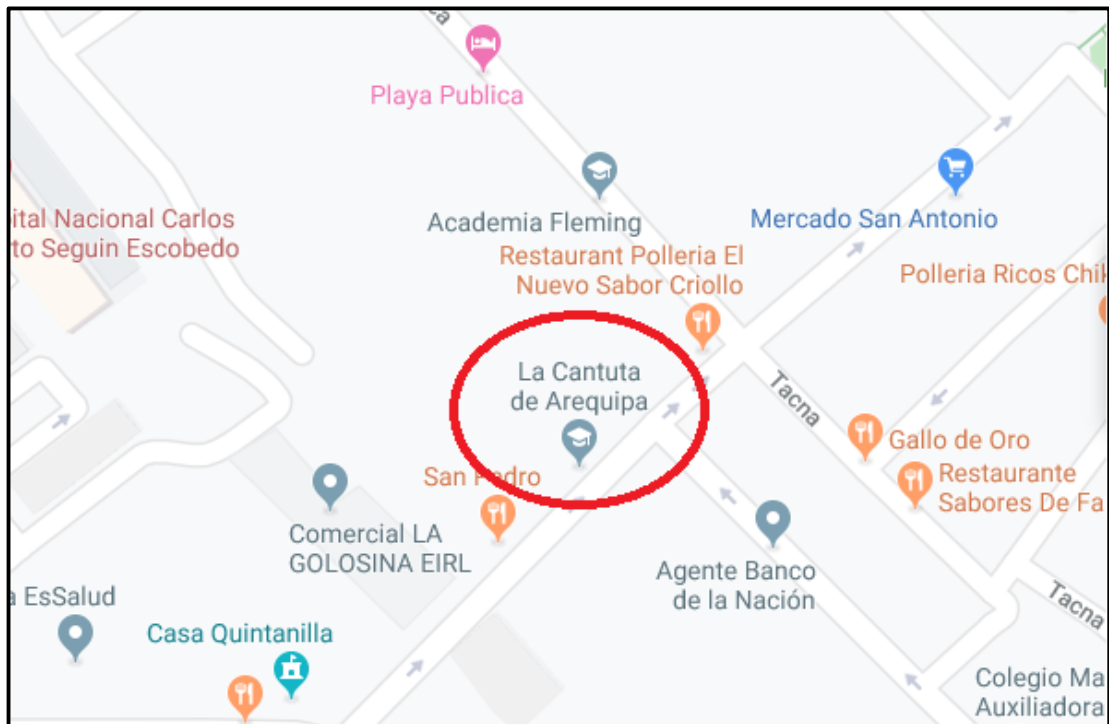 Playa Publica
Academia Fleming
ital Nacional Carlos
to Seguin Escobedo
Mercado San Antonio
Restaurant Polleria El
Nuevo Sabor Criollo
Polleria Ricos Chik
La Cantuta
de Arequipa
Tacna
Gallo de Oro
San Pedro
Restaurante
Sabores De Fa
Comercial LA
GOLOSINA EIRL
Agente Banco
de la Nación
a EsSalud
Tacna
Casa Quintanilla
Colegio Ma
Auxiliadora